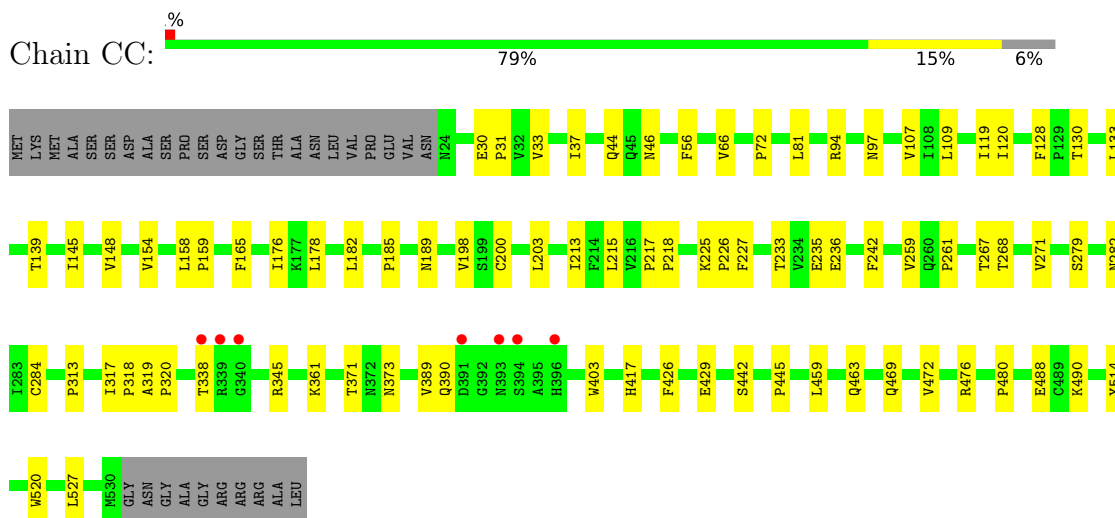 .%
Chain CC:
79% 15% 6%
MET LYS MET ALA SER SER ASP ALA SER PRO SER ASP GLY SER THR ALA ASN LEU VAL PRO GLU VAL ASN N24 E30 P31 V32 V33 I37 Q44 Q45 N46 F56 V66 P72 L81 R94 N97 V107 I108 L109 I119 I120 F128 P129 T130 L133
T139 I145 V148 V154 L158 P159 F165 I176 K177 L178 L182 P185 N189 V198 S199 C200 L203 I213 F214 L215 V216 P217 P218 K225 P226 F227 T233 V234 E235 E236 F242 V259 Q260 P261 T267 T268 V271 S279 N282
I283 C284 P313 I317 P318 A319 P320 T338 R339 G340 R345 K361 T371 N372 N373 V389 Q390 D391 G392 N393 S394 A395 H396 W403 H417 F426 E429 S442 P445 L459 Q463 Q469 V472 R476 P480 E488 C489 K490 Y514
W520 L527 M530 GLY ASN GLY ALA GLY ARG ARG ARG ALA LEU